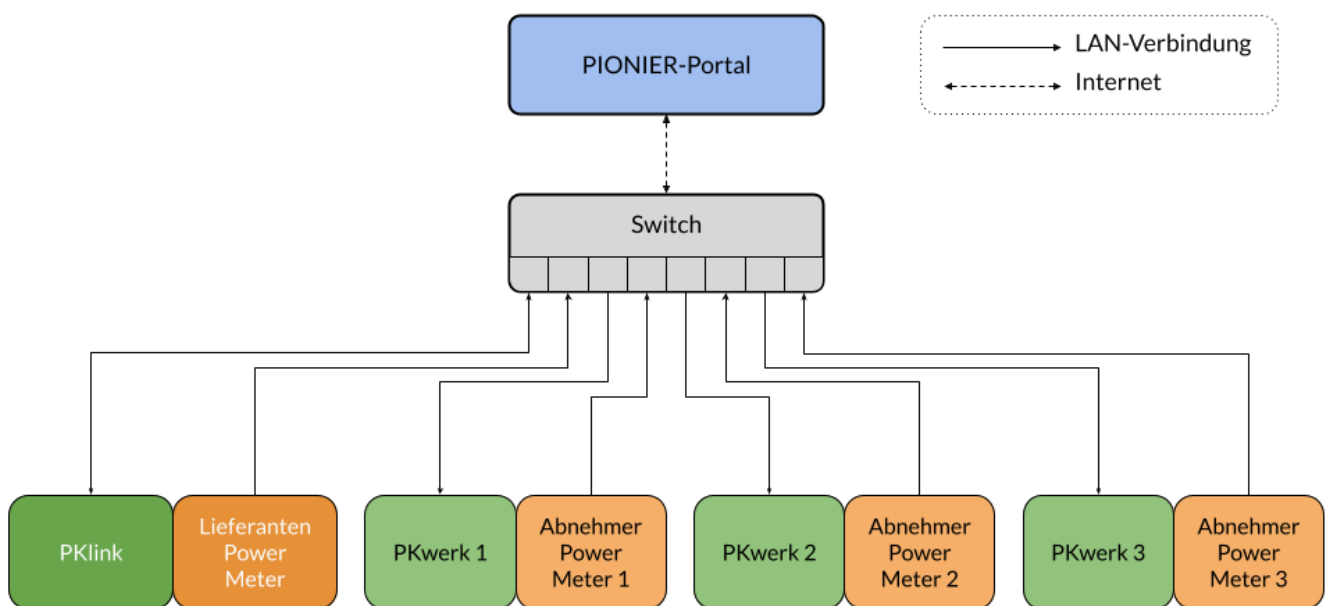 PIONIER-Portal
LAN-Verbindung
Internet
Switch
PKlink
Lieferanten
Power
Meter
PKwerk 1
Abnehmer
Power
Meter 1
PKwerk 2
Abnehmer
Power
Meter 2
PKwerk 3
Abnehmer
Power
Meter 3